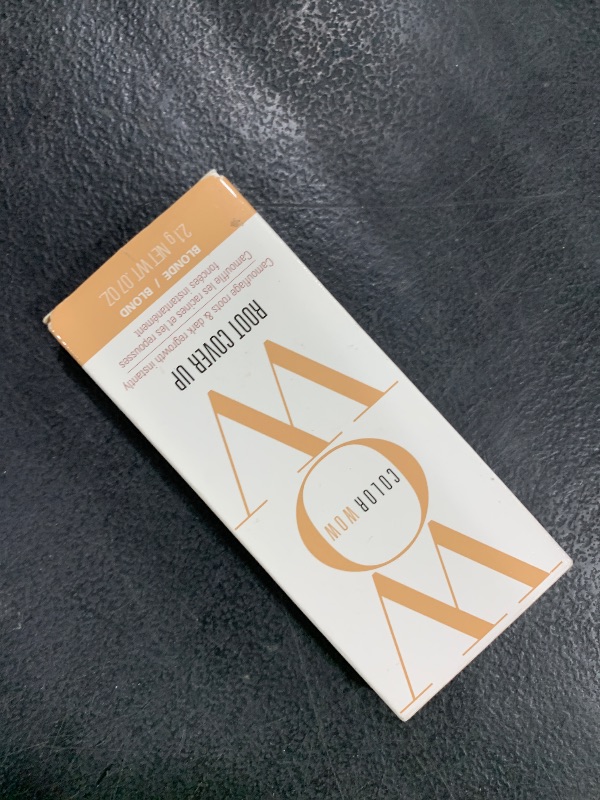 WOW
COLOR WOW
ROOT COVER UP
Camouflage roots & dark regrowth instantly
Camoufle les racines et les repousses
foncées instantanément
BLONDE / BLOND
2.1 g NET WT. .07 OZ.